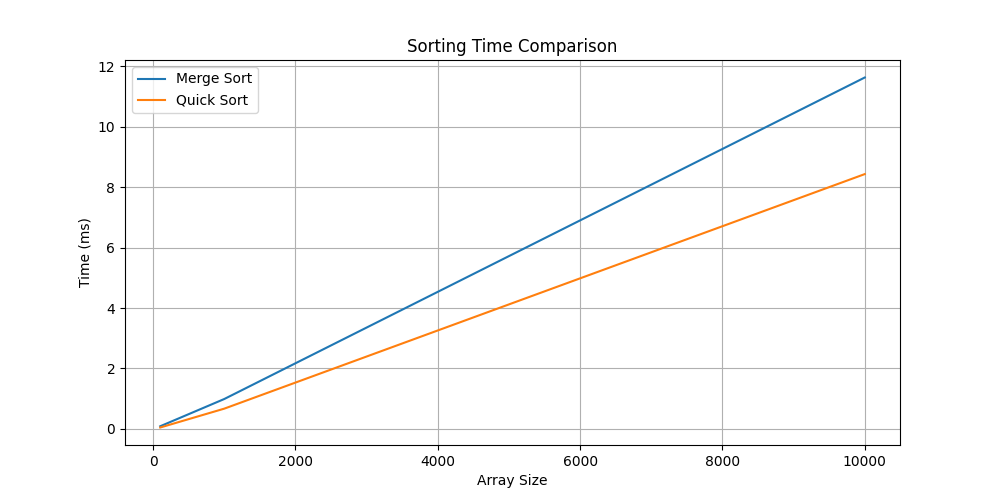 Sorting Time Comparison
Merge Sort
Quick Sort
Time (ms)
12
10
8
6
4
2
0
0 2000 4000 6000 8000 10000
Array Size